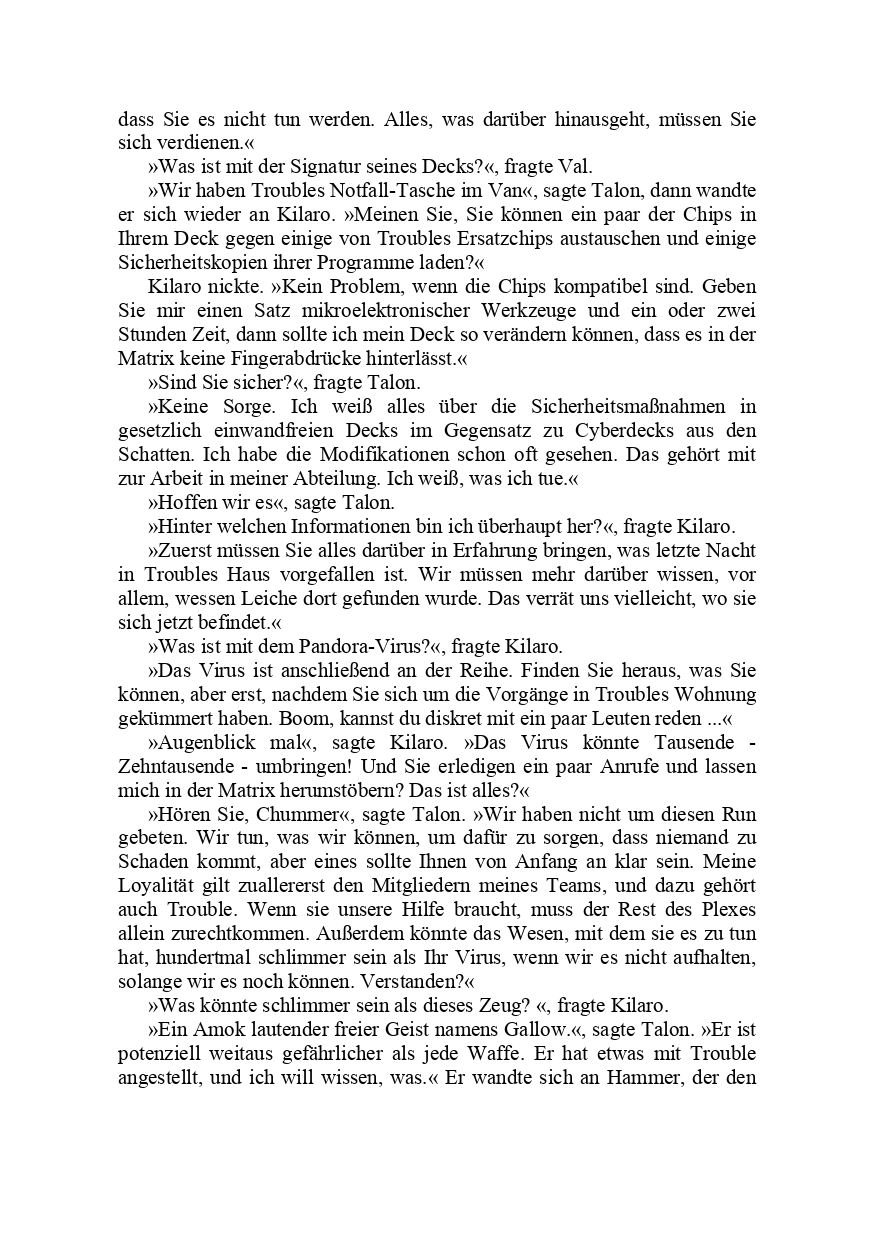 dass Sie es nicht tun werden. Alles, was darüber hinausgeht, müssen Sie
sich verdienen.«
»Was ist mit der Signatur seines Decks?«, fragte Val.
»Wir haben Troubles Notfall-Tasche im Van«, sagte Talon, dann wandte
er sich wieder an Kilaro. »Meinen Sie, Sie können ein paar der Chips in
Ihrem Deck gegen einige von Troubles Ersatzchips austauschen und einige
Sicherheitskopien ihrer Programme laden?«
Kilaro nickte. »Kein Problem, wenn die Chips kompatibel sind. Geben
Sie mir einen Satz mikroelektronischer Werkzeuge und ein oder zwei
Stunden Zeit, dann sollte ich mein Deck so verändern können, dass es in der
Matrix keine Fingerabdrücke hinterlässt.«
»Sind Sie sicher?«, fragte Talon.
»Keine Sorge. Ich weiß alles über die Sicherheitsmaßnahmen in
gesetzlich einwandfreien Decks im Gegensatz zu Cyberdecks aus den
Schatten. Ich habe die Modifikationen schon oft gesehen. Das gehört mit
zur Arbeit in meiner Abteilung. Ich weiß, was ich tue.«
»Hoffen wir es«, sagte Talon.
»Hinter welchen Informationen bin ich überhaupt her?«, fragte Kilaro.
»Zuerst müssen Sie alles darüber in Erfahrung bringen, was letzte Nacht
in Troubles Haus vorgefallen ist. Wir müssen mehr darüber wissen, vor
allem, wessen Leiche dort gefunden wurde. Das verrät uns vielleicht, wo sie
sich jetzt befindet.«
»Was ist mit dem Pandora-Virus?«, fragte Kilaro.
»Das Virus ist anschließend an der Reihe. Finden Sie heraus, was Sie
können, aber erst, nachdem Sie sich um die Vorgänge in Troubles Wohnung
gekümmert haben. Boom, kannst du diskret mit ein paar Leuten reden ...«
»Augenblick mal«, sagte Kilaro. »Das Virus könnte Tausende -
Zehntausende - umbringen! Und Sie erledigen ein paar Anrufe und lassen
mich in der Matrix herumstöbern? Das ist alles?«
»Hören Sie, Chummer«, sagte Talon. »Wir haben nicht um diesen Run
gebeten. Wir tun, was wir können, um dafür zu sorgen, dass niemand zu
Schaden kommt, aber eines sollte Ihnen von Anfang an klar sein. Meine
Loyalität gilt zuallererst den Mitgliedern meines Teams, und dazu gehört
auch Trouble. Wenn sie unsere Hilfe braucht, muss der Rest des Plexes
allein zurechtkommen. Außerdem könnte das Wesen, mit dem sie es zu tun
hat, hundertmal schlimmer sein als Ihr Virus, wenn wir es nicht aufhalten,
solange wir es noch können. Verstanden?«
»Was könnte schlimmer sein als dieses Zeug? «, fragte Kilaro.
»Ein Amok lautender freier Geist namens Gallow.«, sagte Talon. »Er ist
potenziell weitaus gefährlicher als jede Waffe. Er hat etwas mit Trouble
angestellt, und ich will wissen, was.« Er wandte sich an Hammer, der den